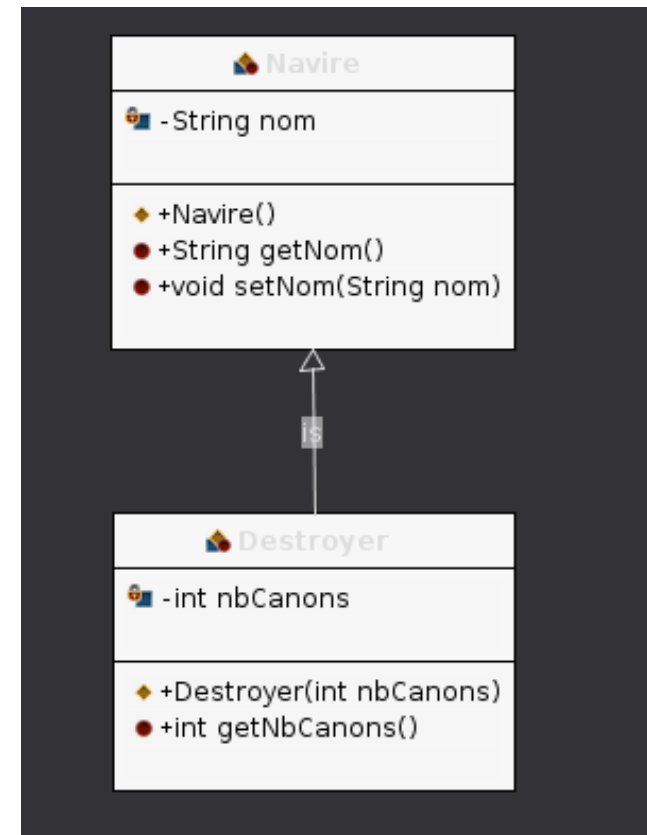 Navire
-String nom
+Navire()
+String getNom()
+void setNom(String nom)
is
Destroyer
-int nbCanons
+Destroyer(int nbCanons)
+int getNbCanons()